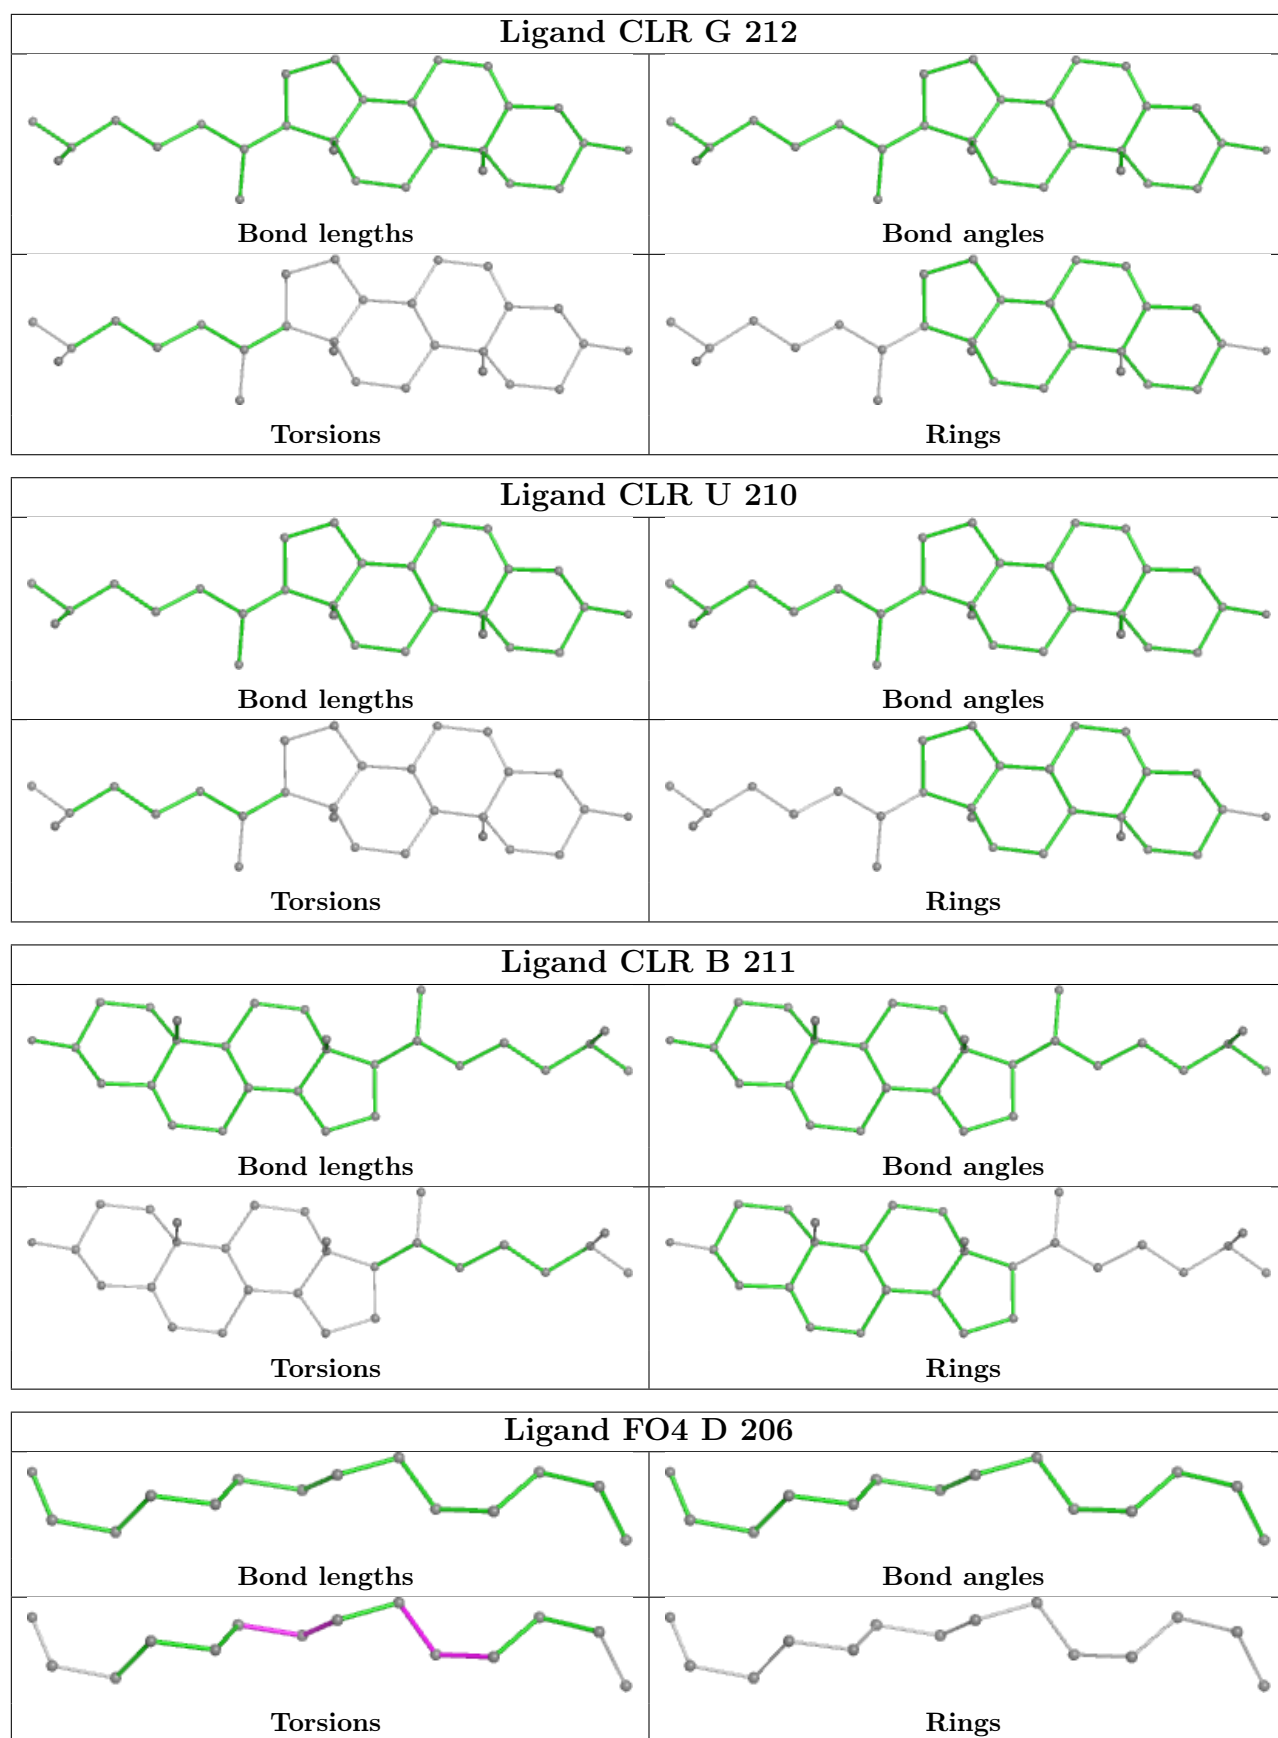 Ligand CLR G 212
Bond lengths
Bond angles
Torsions
Rings
Ligand CLR U 210
Bond lengths
Bond angles
Torsions
Rings
Ligand CLR B 211
Bond lengths
Bond angles
Torsions
Rings
Ligand FO4 D 206
Bond lengths
Bond angles
Torsions
Rings